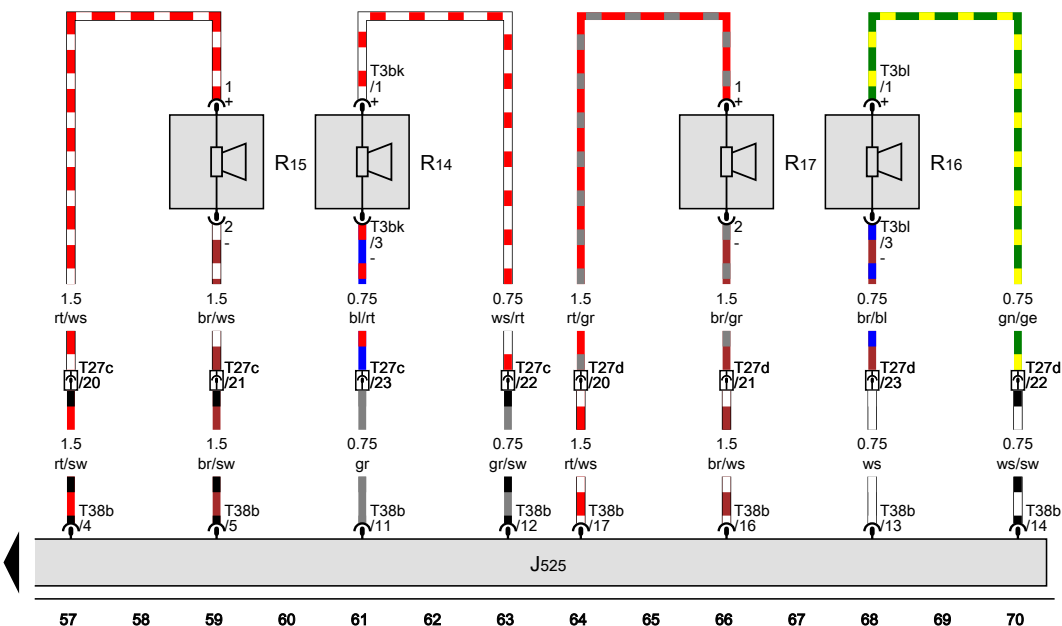 T3bk
/1
+
T3bl
/1
+
1
+
1
+
R15
R14
R17
R16
2
-
T3bk
/3
-
2
-
T3bl
/3
-
1.5 1.5 0.75 0.75 1.5 1.5 0.75 0.75
rt/ws br/ws bl/rt ws/rt rt/gr br/gr br/bl gn/ge
T27c T27c T27c T27c T27d T27d T27d T27d
/20 /21 /23 /22 /20 /21 /23 /22
1.5 1.5 0.75 0.75 1.5 1.5 0.75 0.75
rt/sw br/sw gr gr/sw rt/ws br/ws ws ws/sw
T38b T38b T38b T38b T38b T38b T38b T38b
/4 /5 /11 /12 /17 /16 /13 /14
J525
57 58 59 60 61 62 63 64 65 66 67 68 69 70